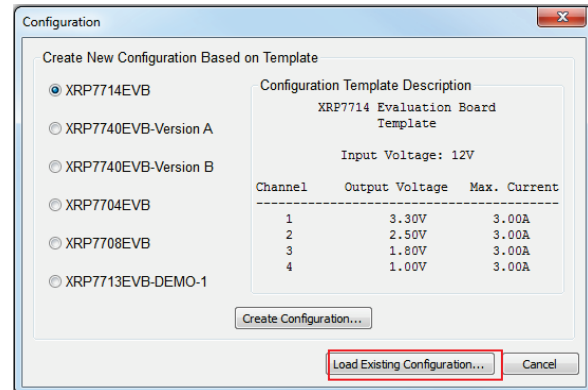 Configuration
Create New Configuration Based on Template
XRP7714EVB
XRP7740EVB-Version A
XRP7740EVB-Version B
XRP7704EVB
XRP7708EVB
XRP7713EVB-DEMO-1
Configuration Template Description
XRP7714 Evaluation Board
Template
Input Voltage: 12V
Channel Output Voltage Max. Current
--------------------------------------------------
1 3.30V 3.00A
2 2.50V 3.00A
3 1.80V 3.00A
4 1.00V 3.00A
Create Configuration...
Load Existing Configuration...
Cancel